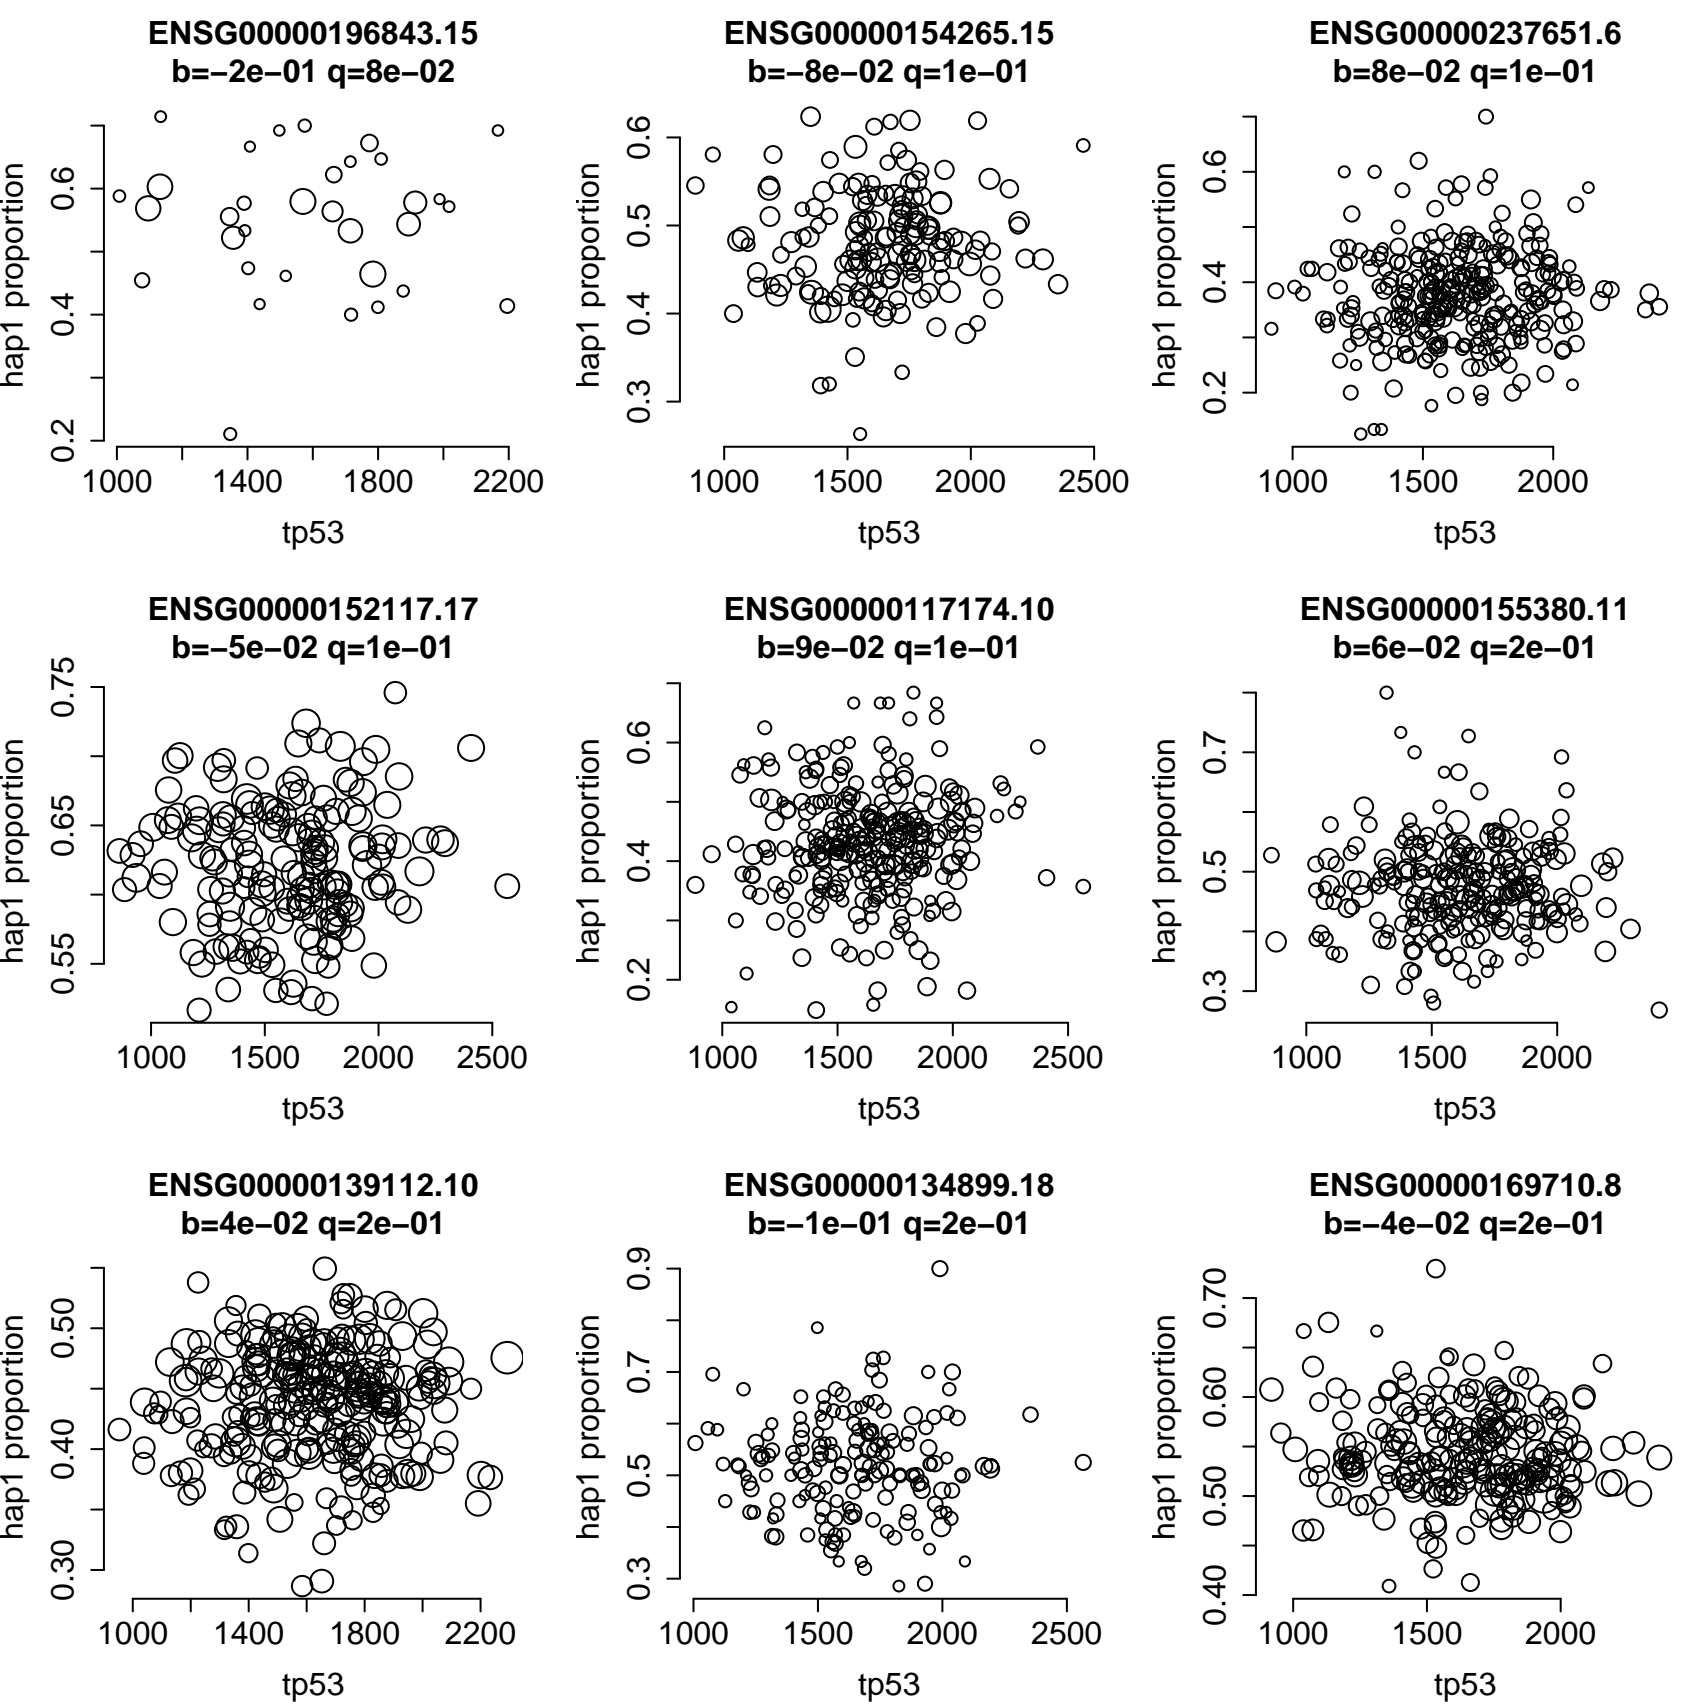 ENSG00000196843.15
b=−2e−01 q=8e−02
hap1 proportion
0.2 0.4 0.6
1000 1400 1800 2200
tp53
ENSG00000154265.15
b=−8e−02 q=1e−01
hap1 proportion
0.3 0.4 0.5 0.6
1000 1500 2000 2500
tp53
ENSG00000237651.6
b=8e−02 q=1e−01
hap1 proportion
0.2 0.4 0.6
1000 1500 2000
tp53
ENSG00000152117.17
b=−5e−02 q=1e−01
hap1 proportion
0.55 0.65 0.75
1000 1500 2000 2500
tp53
ENSG00000117174.10
b=9e−02 q=1e−01
hap1 proportion
0.2 0.4 0.6
1000 1500 2000 2500
tp53
ENSG00000155380.11
b=6e−02 q=2e−01
hap1 proportion
0.3 0.5 0.7
1000 1500 2000
tp53
ENSG00000139112.10
b=4e−02 q=2e−01
hap1 proportion
0.30 0.40 0.50
1000 1400 1800 2200
tp53
ENSG00000134899.18
b=−1e−01 q=2e−01
hap1 proportion
0.3 0.5 0.7 0.9
1000 1500 2000 2500
tp53
ENSG00000169710.8
b=−4e−02 q=2e−01
hap1 proportion
0.40 0.50 0.60 0.70
1000 1500 2000
tp53